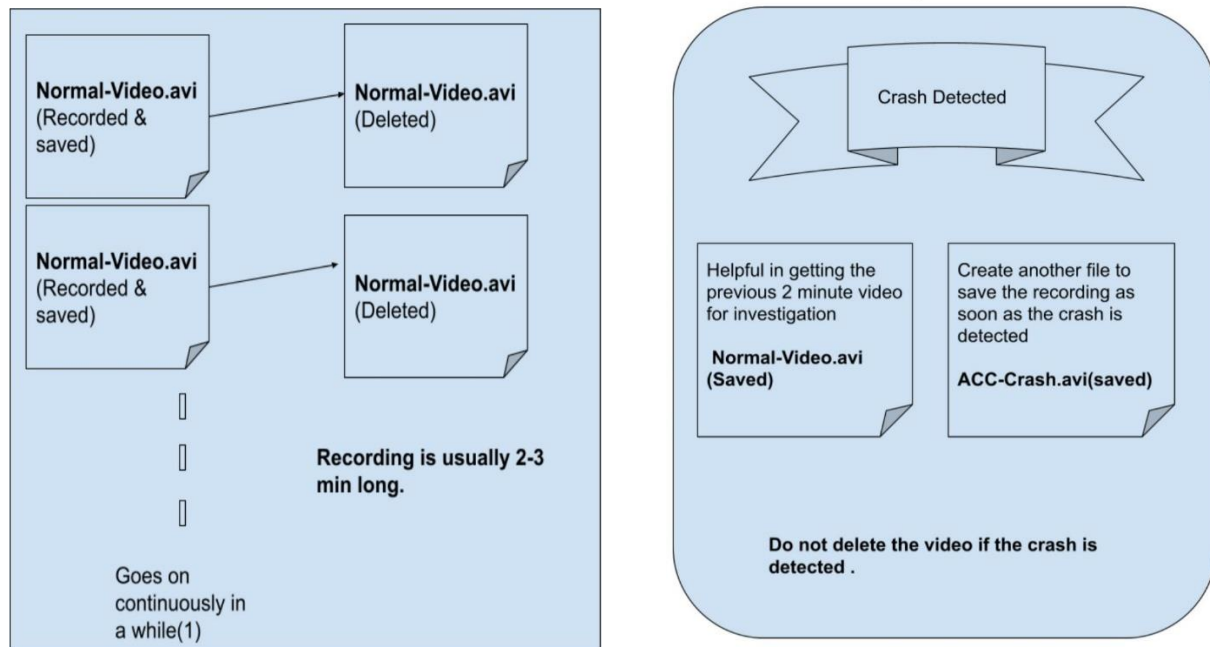 Normal-Video.avi
(Recorded &
saved)
Normal-Video.avi
(Deleted)
Normal-Video.avi
(Recorded &
saved)
Normal-Video.avi
(Deleted)
Recording is usually 2-3
min long.
Goes on
continuously in
a while(1)
Crash Detected
Helpful in getting the
previous 2 minute video
for investigation
Normal-Video.avi
(Saved)
Create another file to
save the recording as
soon as the crash is
detected
ACC-Crash.avi(saved)
Do not delete the video if the crash is
detected .